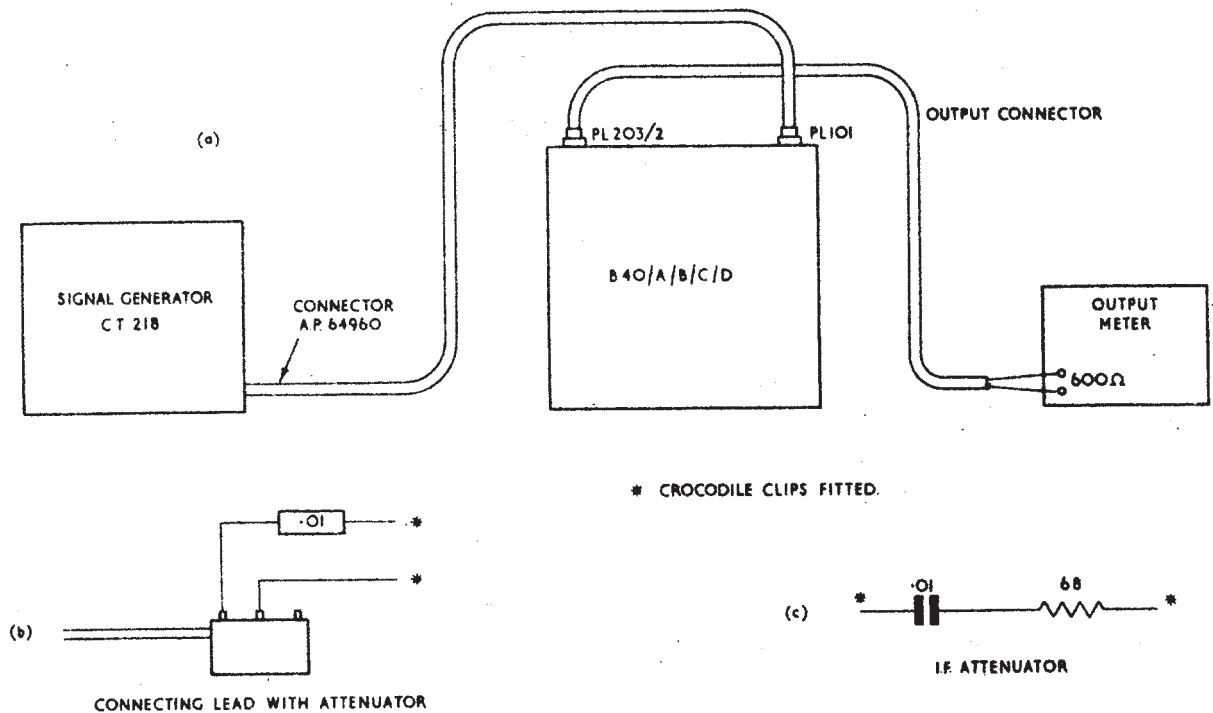 (a)
PL 203/2
PL101
OUTPUT CONNECTOR
SIGNAL GENERATOR
CT 218
CONNECTOR
A.P. 64960
B40/A/B/C/D
OUTPUT
METER
600Ω
* CROCODILE CLIPS FITTED.
·01
*
*
(b)
CONNECTING LEAD WITH ATTENUATOR
(c)
*
·01
68
*
I.F. ATTENUATOR